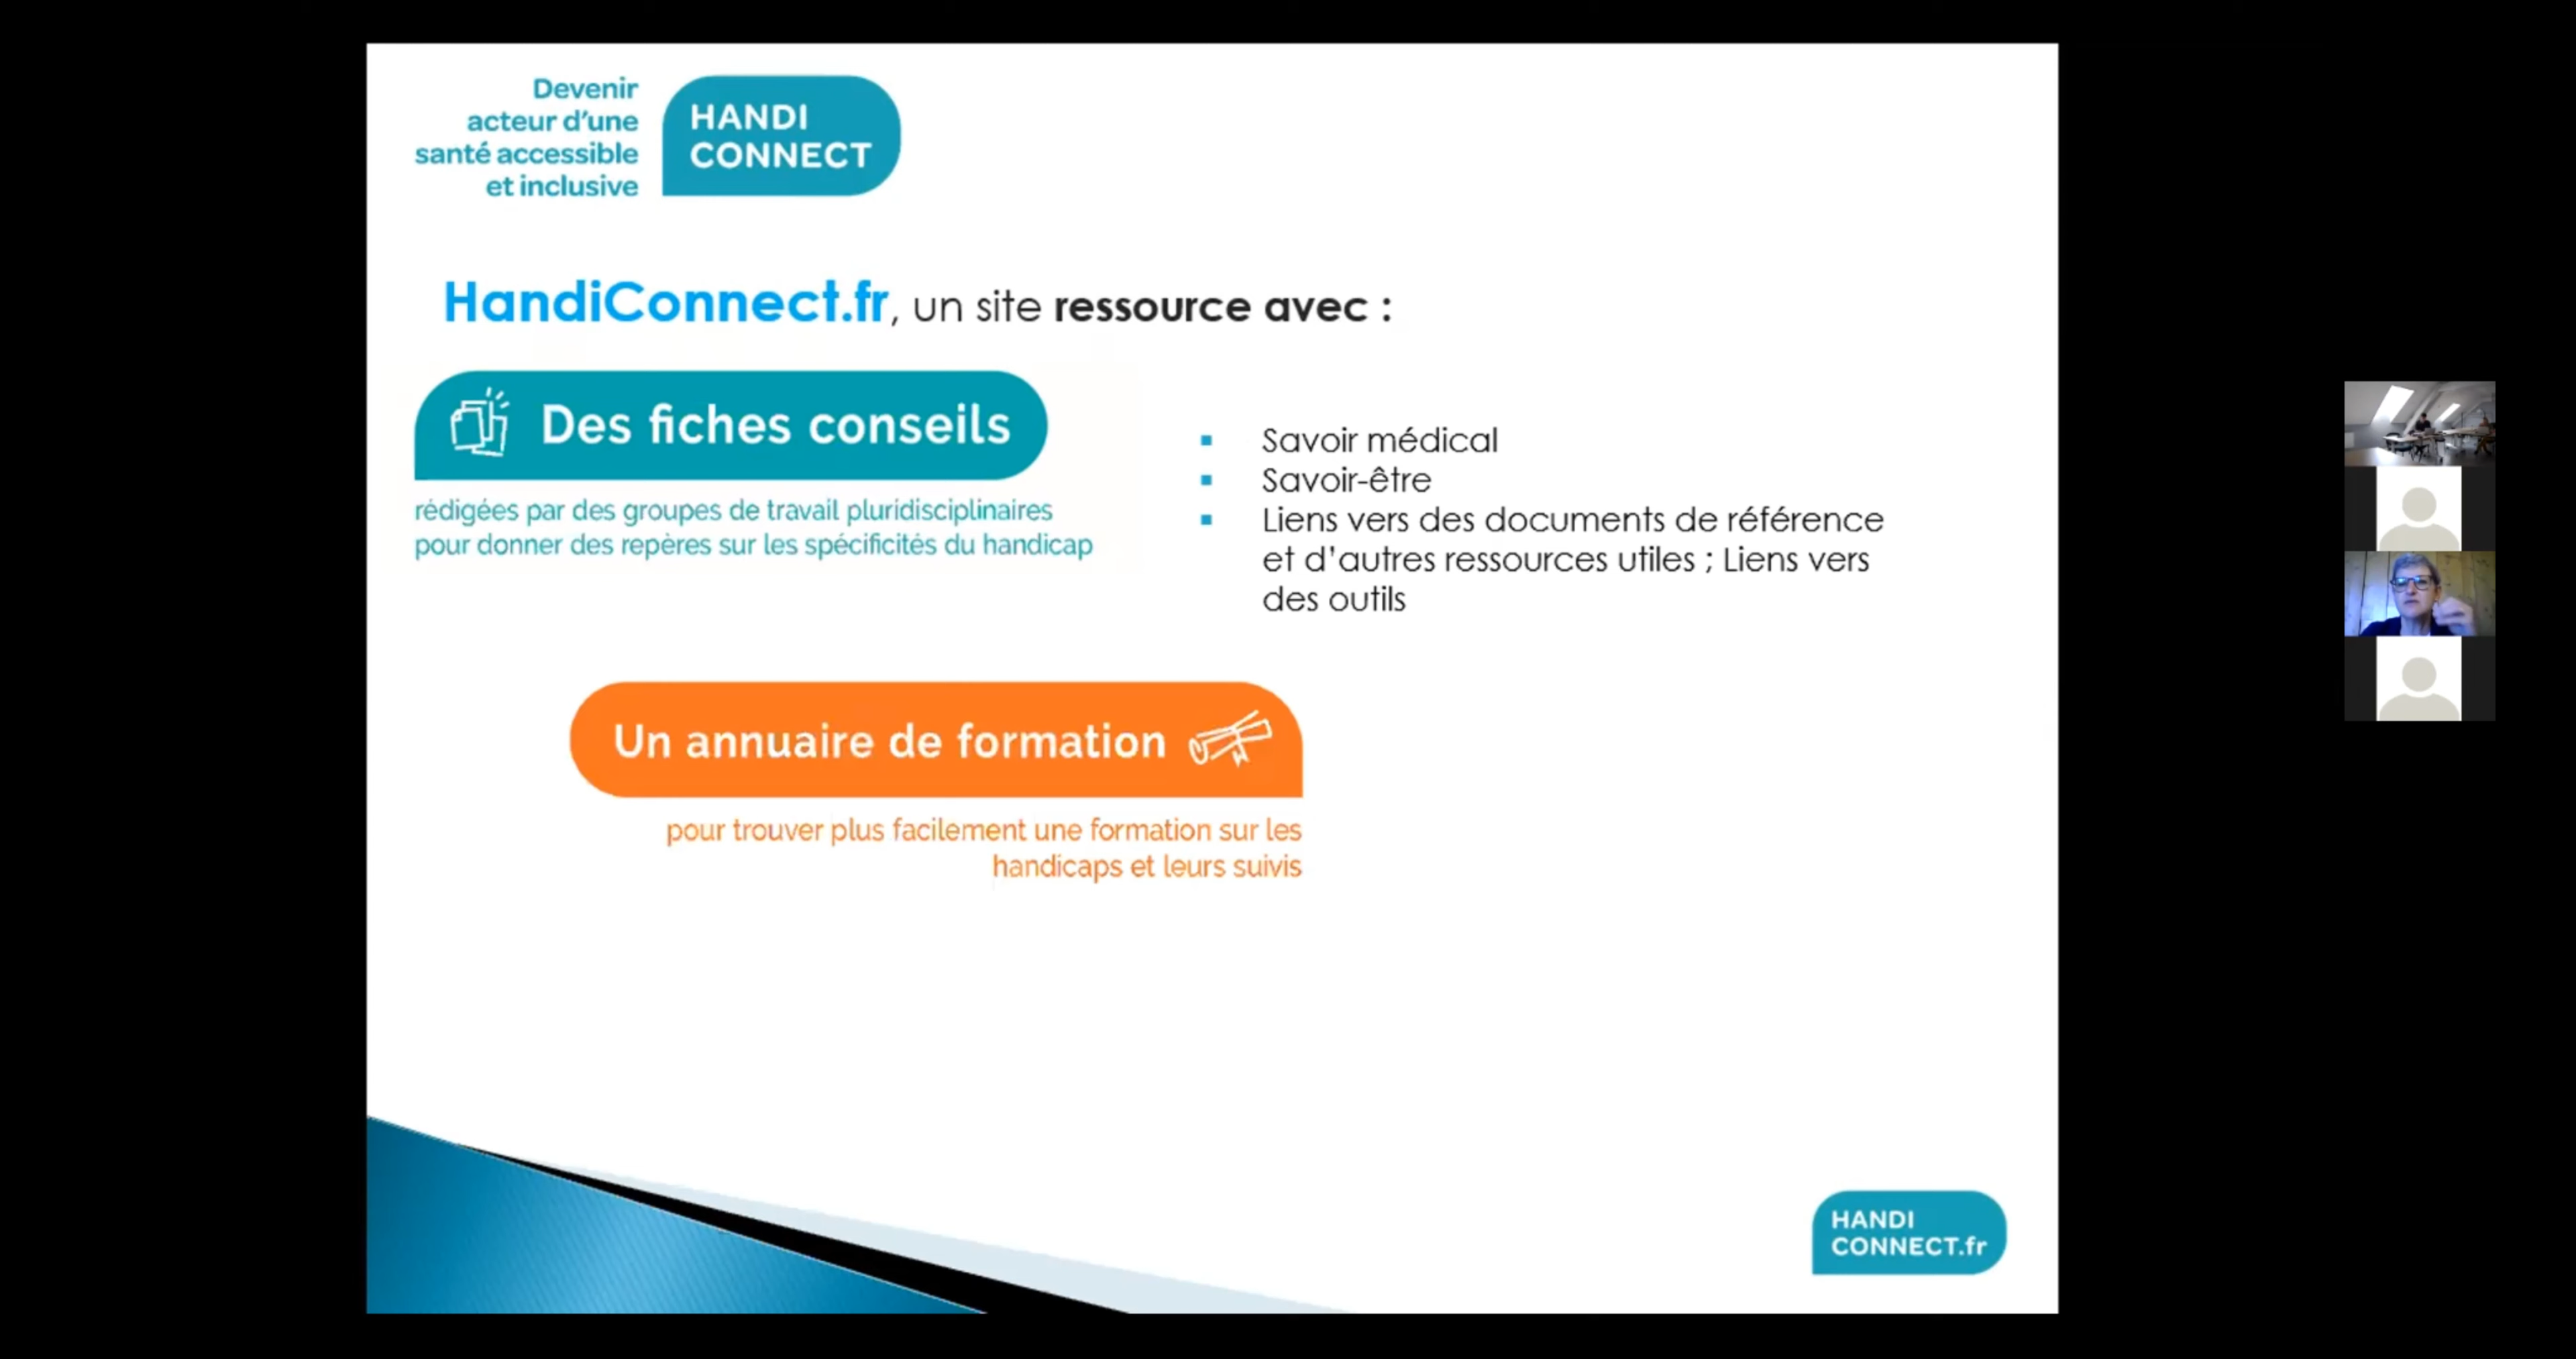 Devenir
acteur d'une
santé accessible
et inclusive
HANDI
CONNECT
HandiConnect.fr, un site ressource avec :
Des fiches conseils
rédigées par des groupes de travail pluridisciplinaires
pour donner des repères sur les spécificités du handicap
▪ Savoir médical
▪ Savoir-être
▪ Liens vers des documents de référence
et d'autres ressources utiles ; Liens vers
des outils
Un annuaire de formation
pour trouver plus facilement une formation sur les
handicaps et leurs suivis
HANDI
CONNECT.fr